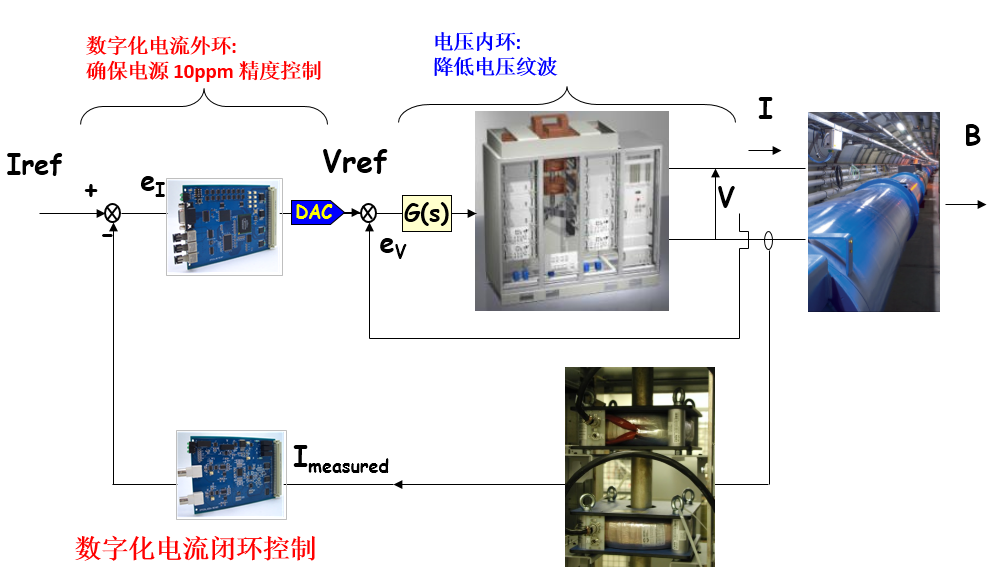 数字化电流外环:
确保电源 10ppm 精度控制
电压内环:
降低电压纹波
I
B
Iref
+
eI
Vref
V
DAC
G(s)
-
eV
Imeasured
数字化电流闭环控制